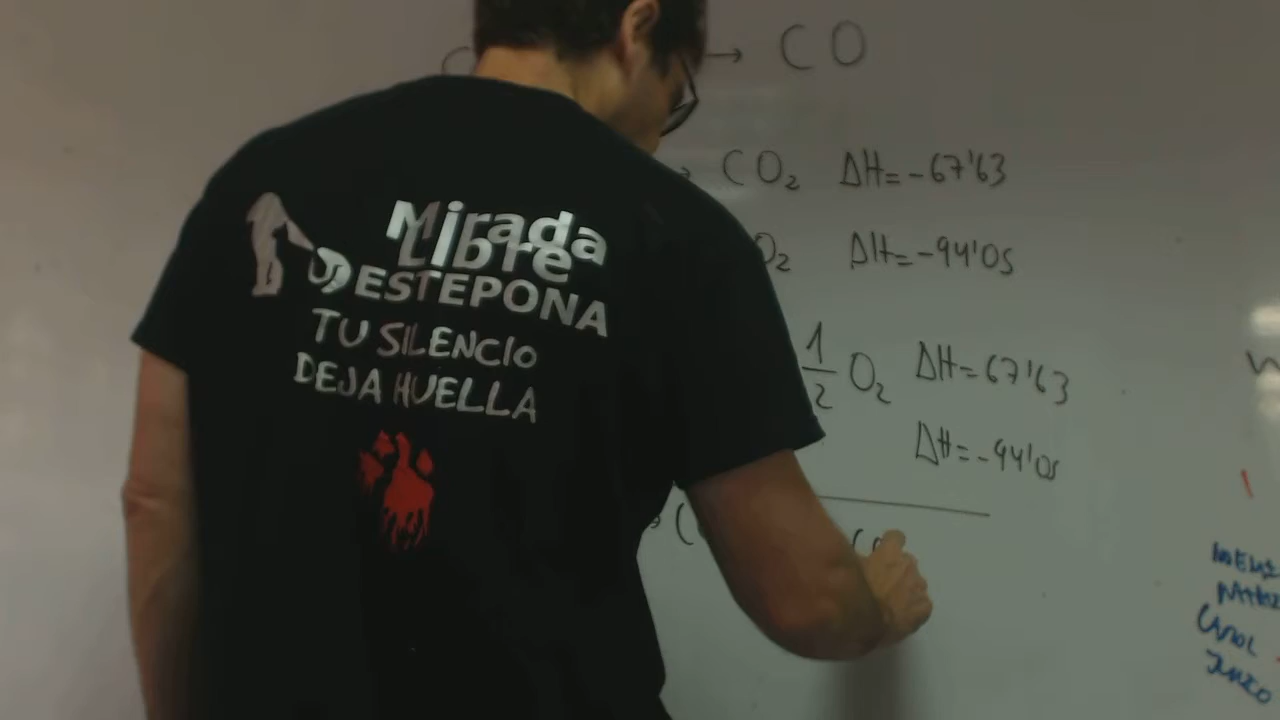 C → CO
CO₂ ΔH=-67'63
O₂ ΔH=-94'05
1/2 O₂ ΔH=67'63
ΔH=-94'05
Mirada
Libre
ESTEPONA
TU SILENCIO
DEJA HUELLA
CAROL